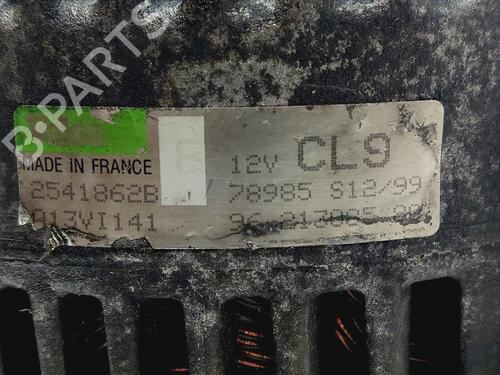 B-PARTS
MADE IN FRANCE
12V CL9
2541862B 78985 S12/99
A13VI141